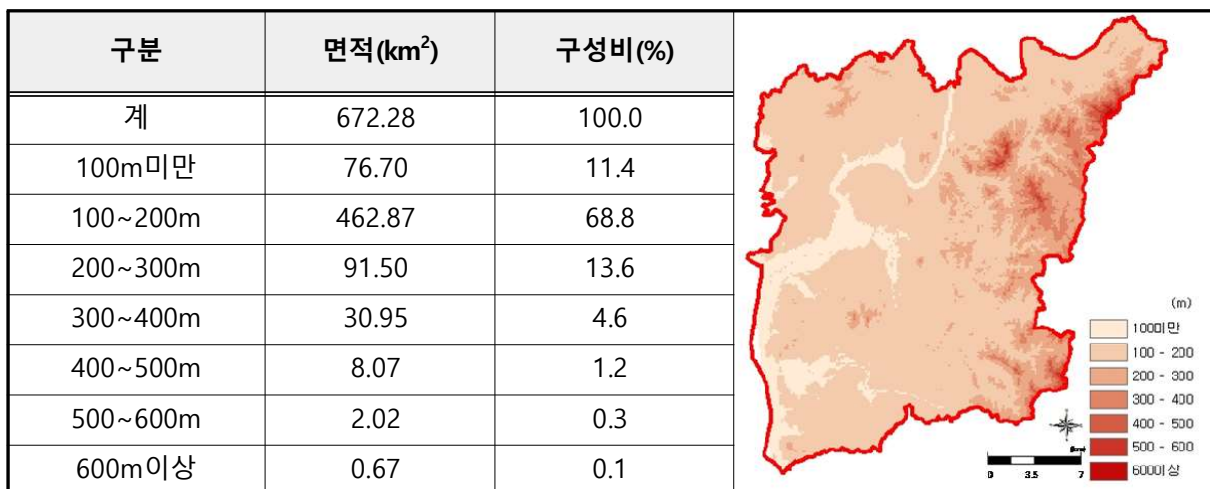 구분 면적(km²) 구성비(%)
계 672.28 100.0
100m미만 76.70 11.4
100~200m 462.87 68.8
200~300m 91.50 13.6
300~400m 30.95 4.6
400~500m 8.07 1.2
500~600m 2.02 0.3
600m이상 0.67 0.1
(m)
100미만
100 - 200
200 - 300
300 - 400
400 - 500
500 - 600
600이상
0 3.5 7